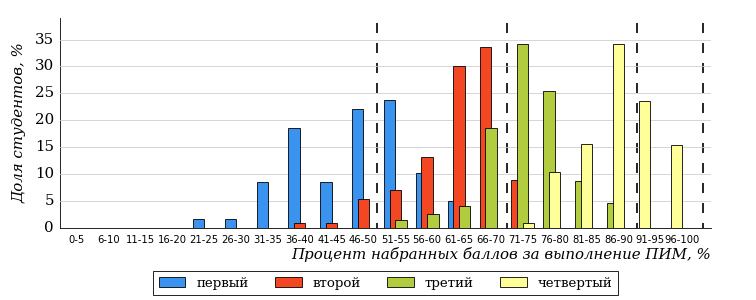 Доля студентов, %
35
30
25
20
15
10
5
0
0-5 6-10 11-15 16-20 21-25 26-30 31-35 36-40 41-45 46-50 51-55 56-60 61-65 66-70 71-75 76-80 81-85 86-90 91-95 96-100
Процент набранных баллов за выполнение ПИМ, %
первый второй третий четвертый